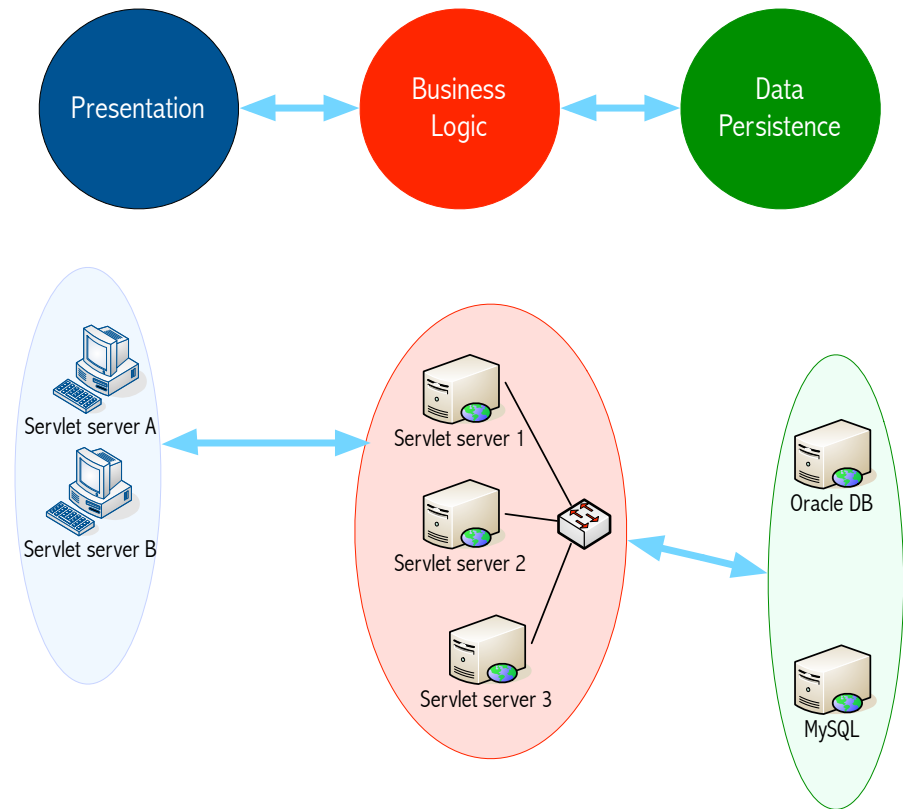 Presentation
Business
Logic
Data
Persistence
Servlet server A
Servlet server B
Servlet server 1
Servlet server 2
Servlet server 3
Oracle DB
MySQL